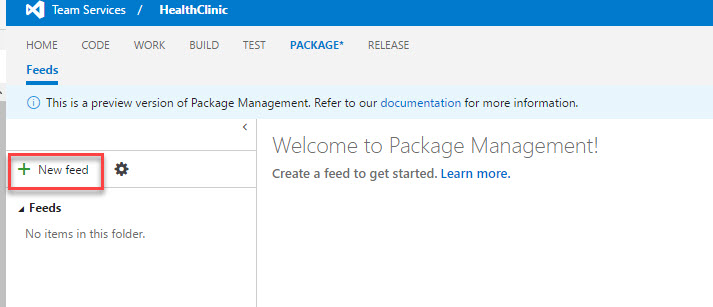 Team Services / HealthClinic
HOME CODE WORK BUILD TEST PACKAGE* RELEASE
Feeds
This is a preview version of Package Management. Refer to our documentation for more information.
Welcome to Package Management!
+ New feed
Create a feed to get started. Learn more.
Feeds
No items in this folder.